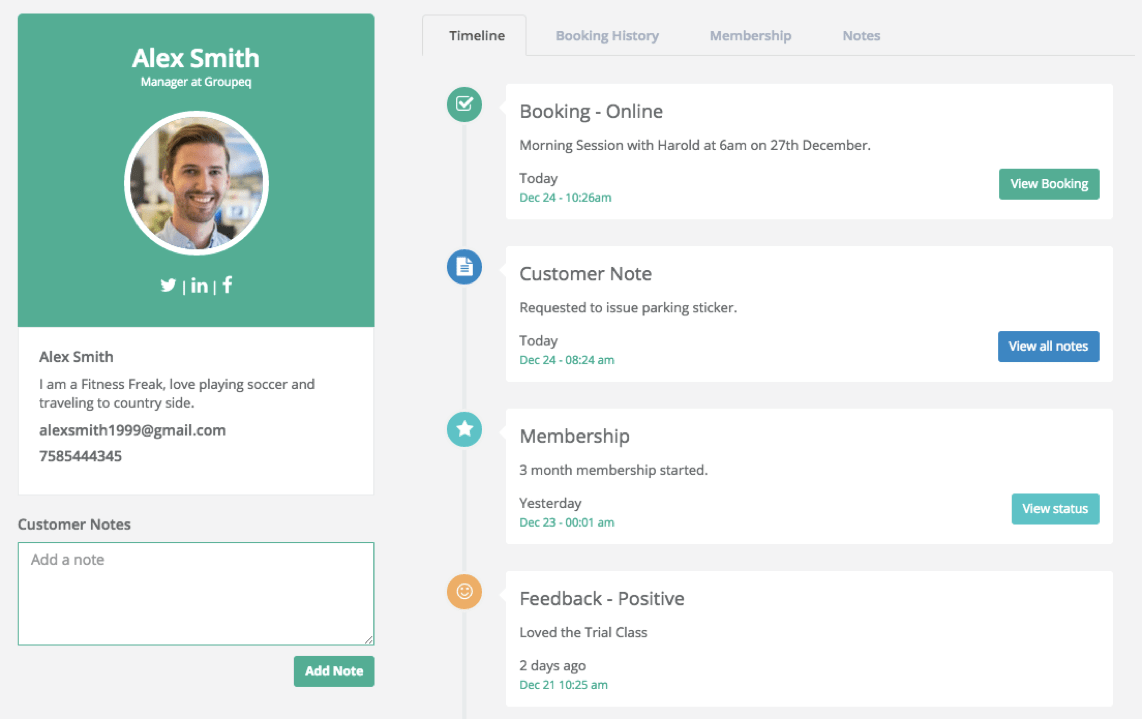 Alex Smith
Manager at Groupeq
Alex Smith
I am a Fitness Freak, love playing soccer and
traveling to country side.
alexsmith1999@gmail.com
7585444345
Customer Notes
Add a note
Add Note
Timeline
Booking History
Membership
Notes
Booking - Online
Morning Session with Harold at 6am on 27th December.
Today
Dec 24 - 10:26am
View Booking
Customer Note
Requested to issue parking sticker.
Today
Dec 24 - 08:24 am
View all notes
Membership
3 month membership started.
Yesterday
Dec 23 - 00:01 am
View status
Feedback - Positive
Loved the Trial Class
2 days ago
Dec 21 10:25 am